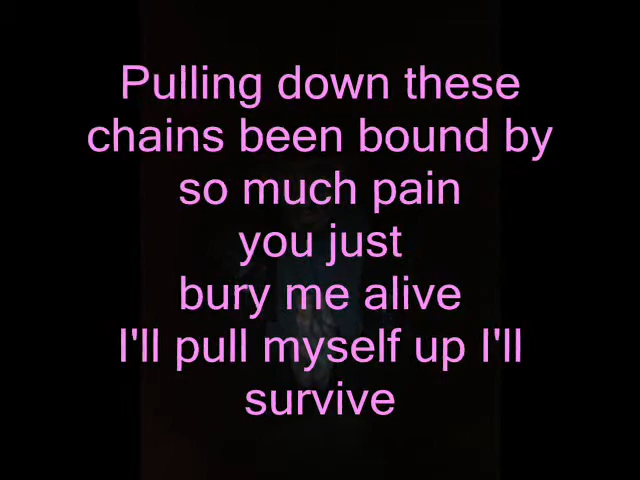 Pulling down these
chains been bound by
so much pain
you just
bury me alive
I'll pull myself up I'll
survive